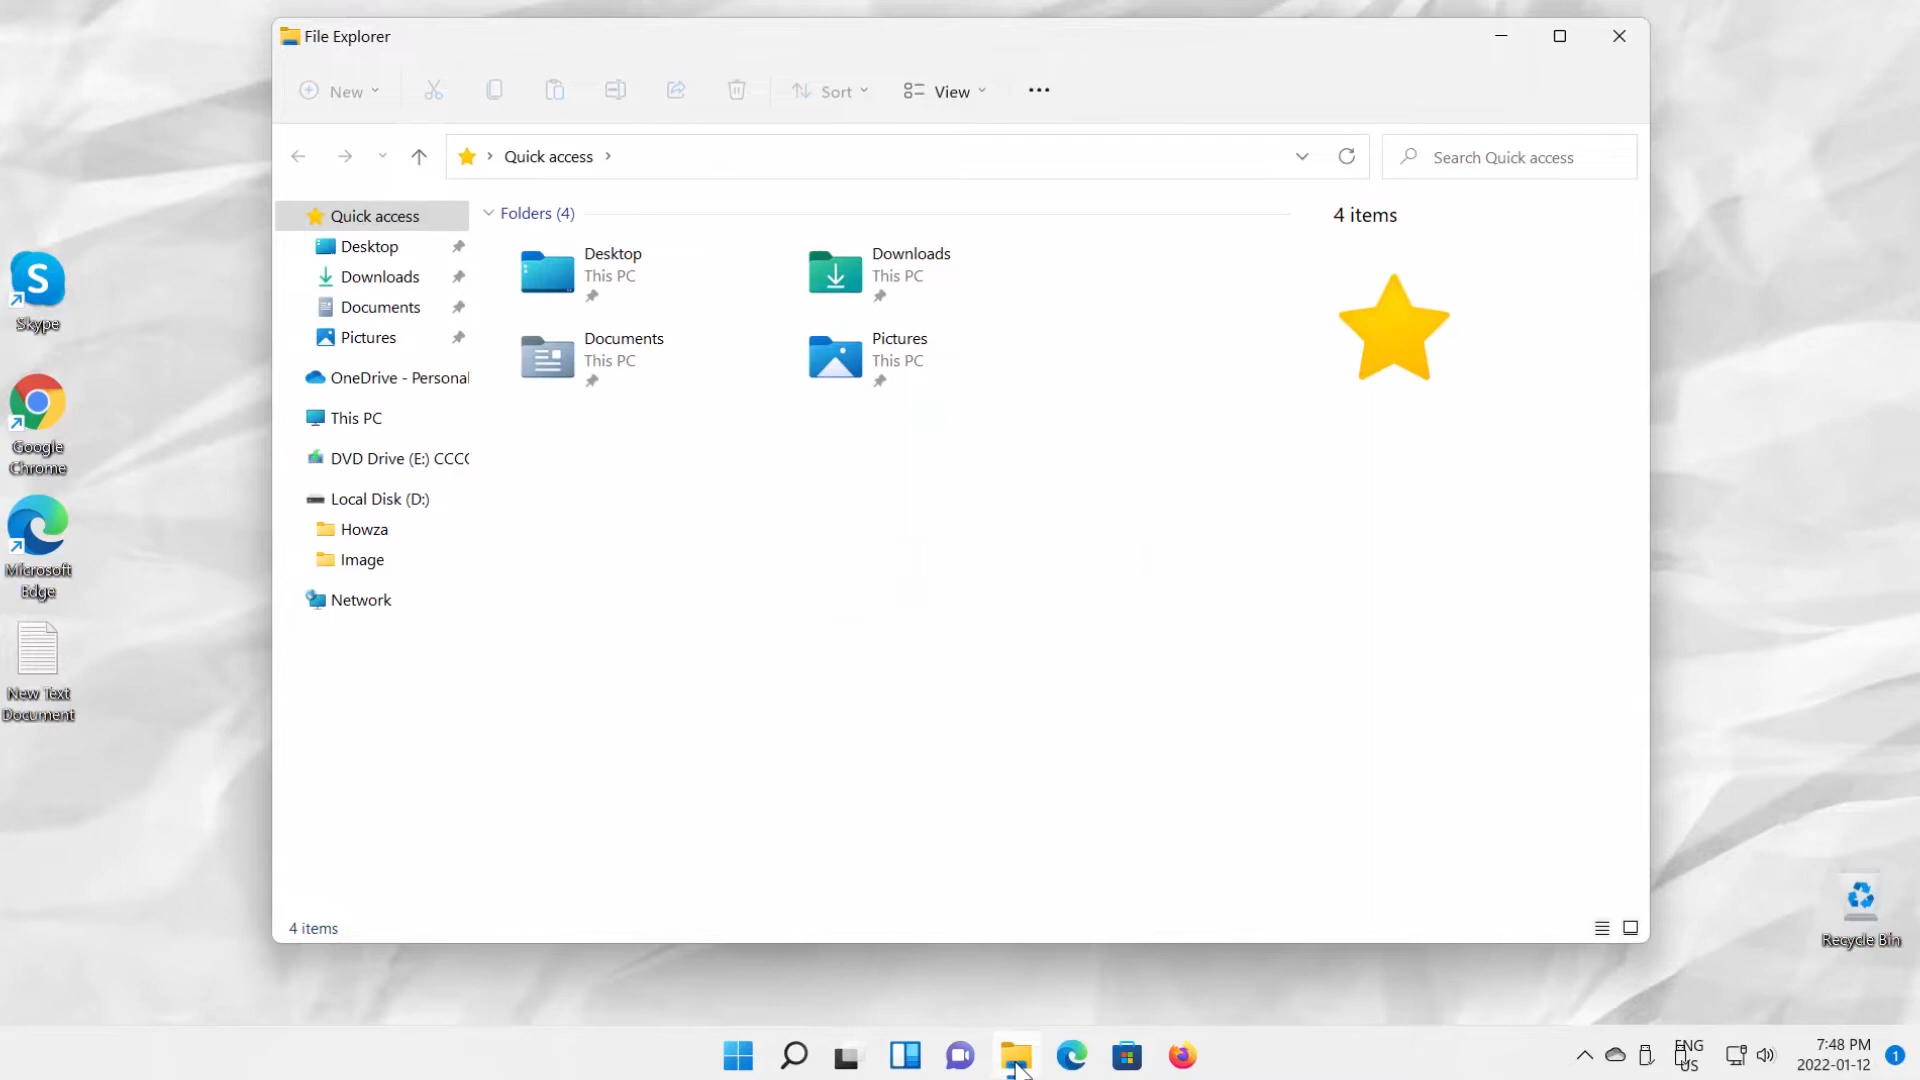 File Explorer
New
Sort
View
Quick access
Search Quick access
Quick access
Desktop
Downloads
Documents
Pictures
OneDrive - Personal
This PC
DVD Drive (E:) CCCC
Local Disk (D:)
Howza
Image
Network
Folders (4)
Desktop
This PC
Downloads
This PC
Documents
This PC
Pictures
This PC
4 items
4 items
Skype
Google
Chrome
Microsoft
Edge
New Text
Document
Recycle Bin
ENG
US
7:48 PM
2022-01-12
1